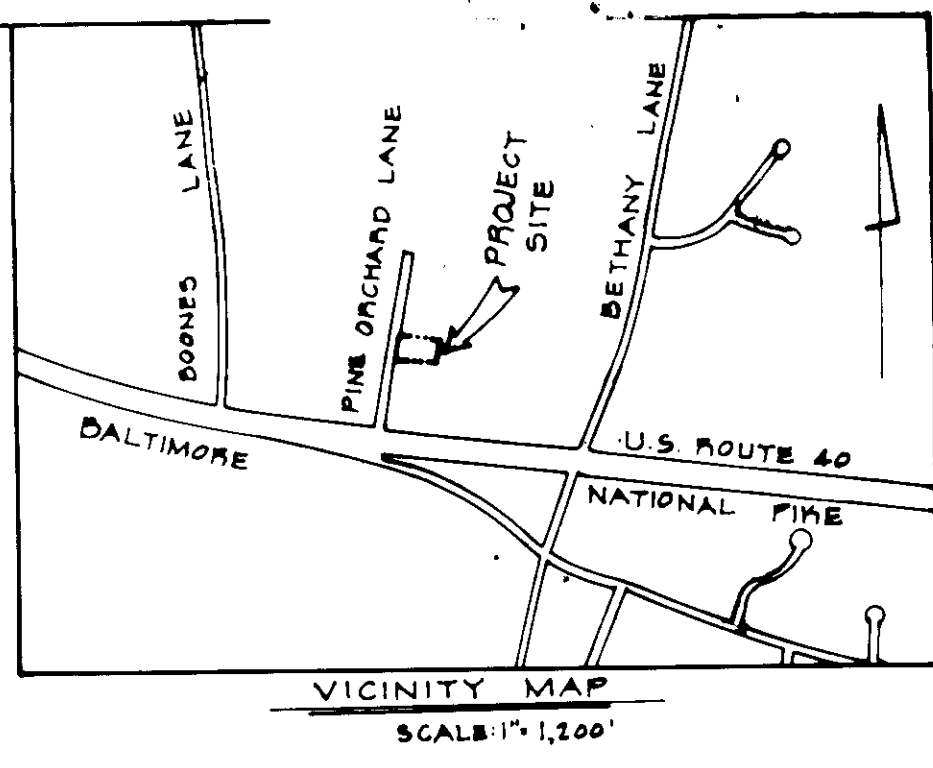 BOONES LANE
PINE ORCHARD LANE
PROJECT
SITE
BETHANY LANE
BALTIMORE
U.S. ROUTE 40
NATIONAL PIKE
VICINITY MAP
SCALE: 1" = 1,200'